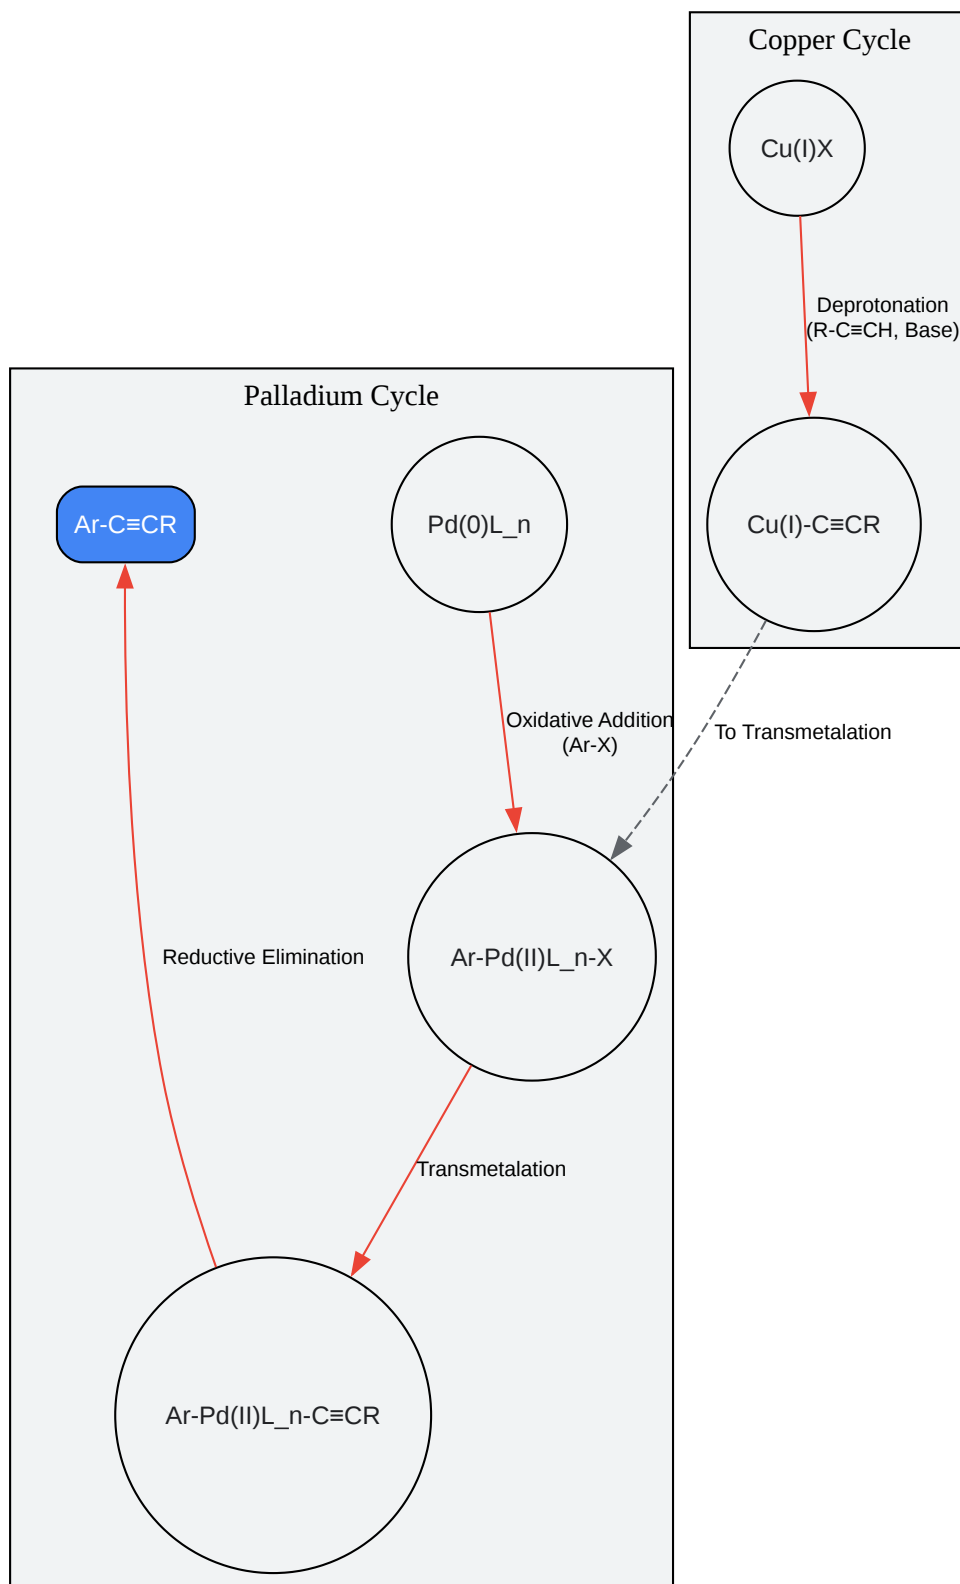 Copper Cycle
Cu(I)X
Deprotonation
(R-C≡CH, Base)
Cu(I)-C≡CR
To Transmetalation
Palladium Cycle
Ar-C≡CR
Pd(0)L_n
Oxidative Addition
(Ar-X)
Ar-Pd(II)L_n-X
Reductive Elimination
Transmetalation
Ar-Pd(II)L_n-C≡CR